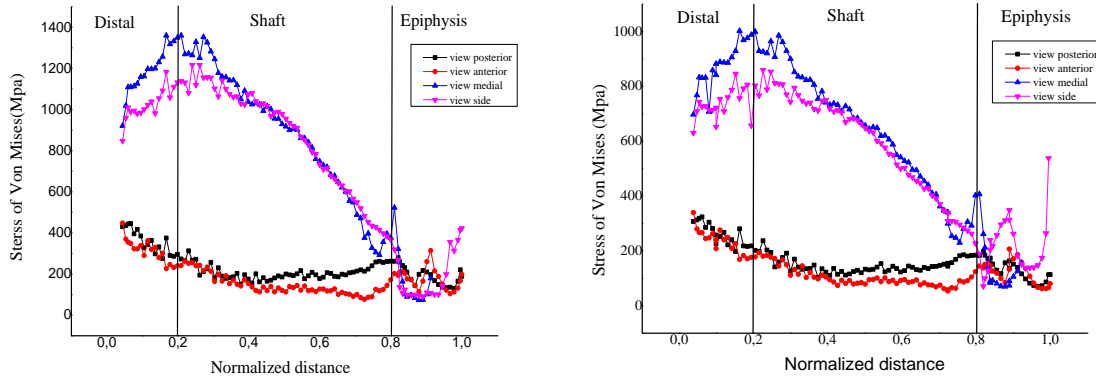 Distal Shaft Epiphysis
1400
1200
1000
800
600
400
200
0
Sterss of Von Mises(Mpa)
view posterior
view anterior
view medial
view side
0,0 0,2 0,4 0,6 0,8 1,0
Normalized distance
Distal Shaft Epiphysis
1000
800
600
400
200
0
Stress of Von Mises (Mpa)
view posterior
view anterior
view medial
view side
0,0 0,2 0,4 0,6 0,8 1,0
Normalized distance